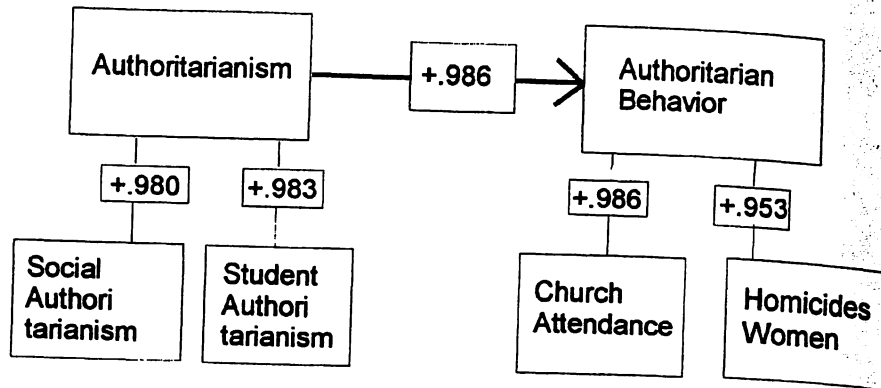 Authoritarianism
+.986
Authoritarian
Behavior
+.980
+.983
+.986
+.953
Social
Authori
tarianism
Student
Authori
tarianism
Church
Attendance
Homicides
Women